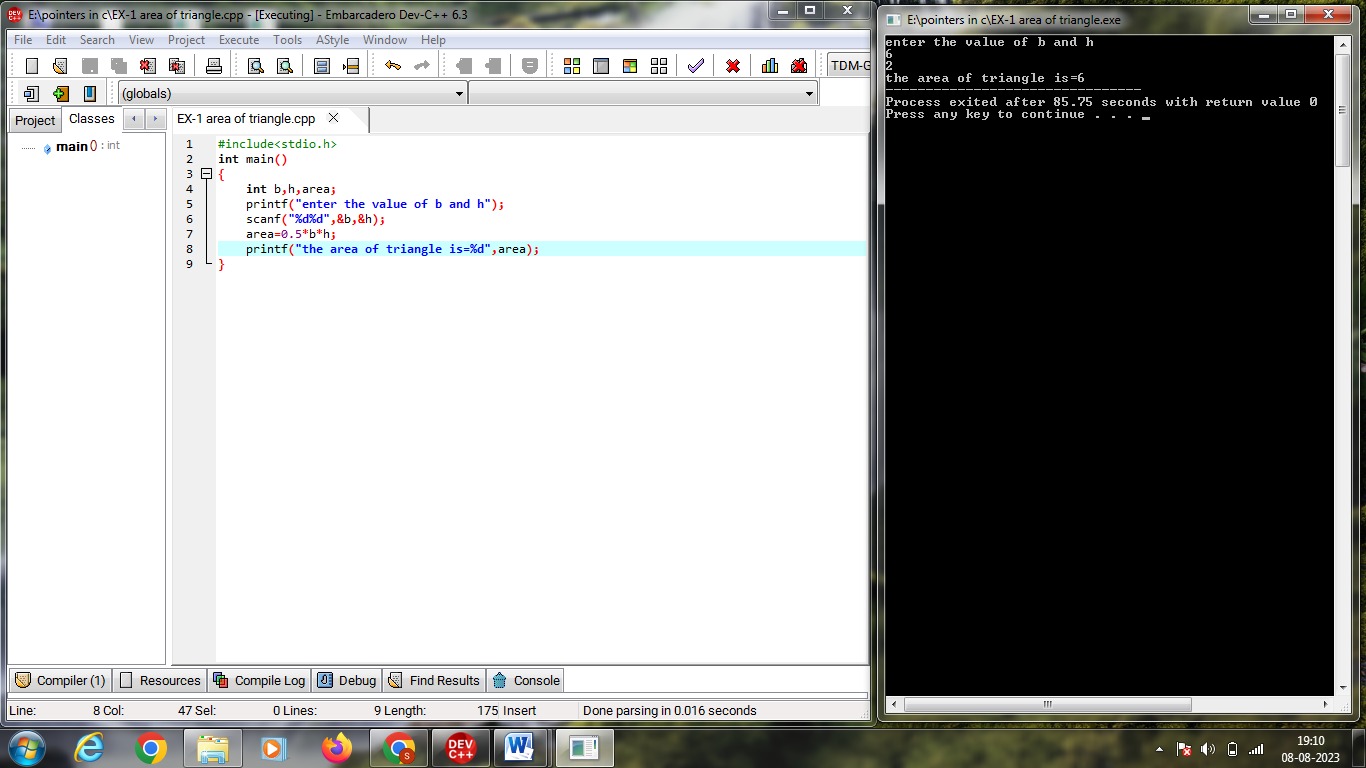 E:\pointers in c\EX-1 area of triangle.cpp - [Executing] - Embarcadero Dev-C++ 6.3
File Edit Search View Project Execute Tools AStyle Window Help
TDM-G
(globals)
Project Classes
main() : int
EX-1 area of triangle.cpp
1 #include<stdio.h>
2 int main()
3 {
4 int b,h,area;
5 printf("enter the value of b and h");
6 scanf("%d%d",&b,&h);
7 area=0.5*b*h;
8 printf("the area of triangle is=%d",area);
9 }
Compiler (1) Resources Compile Log Debug Find Results Console
Line: 8 Col: 47 Sel: 0 Lines: 9 Length: 175 Insert Done parsing in 0.016 seconds
E:\pointers in c\EX-1 area of triangle.exe
enter the value of b and h
6
2
the area of triangle is=6
--------------------------------
Process exited after 85.75 seconds with return value 0
Press any key to continue . . .
DEV C++
S
W
19:10
08-08-2023